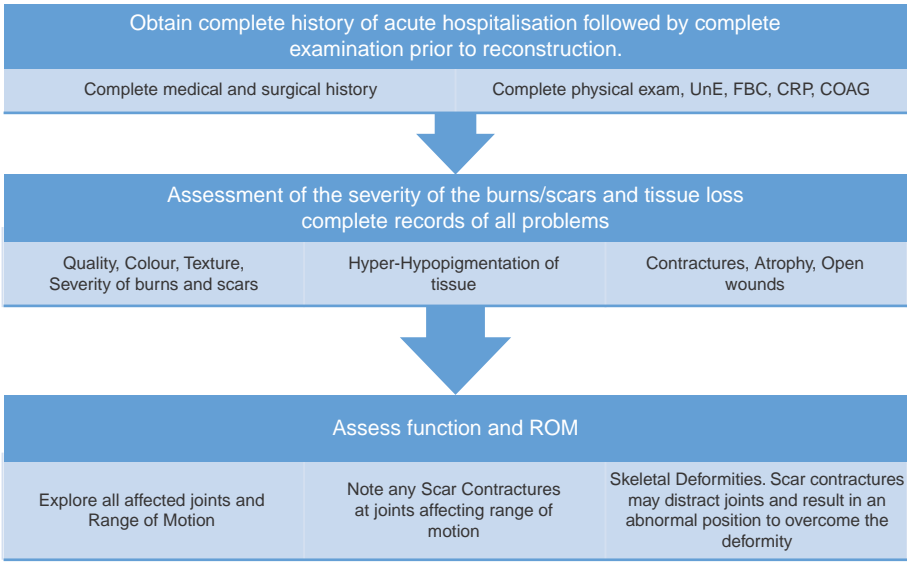 Obtain complete history of acute hospitalisation followed by complete
examination prior to reconstruction.
Complete medical and surgical history
Complete physical exam, UnE, FBC, CRP, COAG
Assessment of the severity of the burns/scars and tissue loss
complete records of all problems
Quality, Colour, Texture,
Severity of burns and scars
Hyper-Hypopigmentation of
tissue
Contractures, Atrophy, Open
wounds
Assess function and ROM
Explore all affected joints and
Range of Motion
Note any Scar Contractures
at joints affecting range of
motion
Skeletal Deformities. Scar contractures
may distract joints and result in an
abnormal position to overcome the
deformity